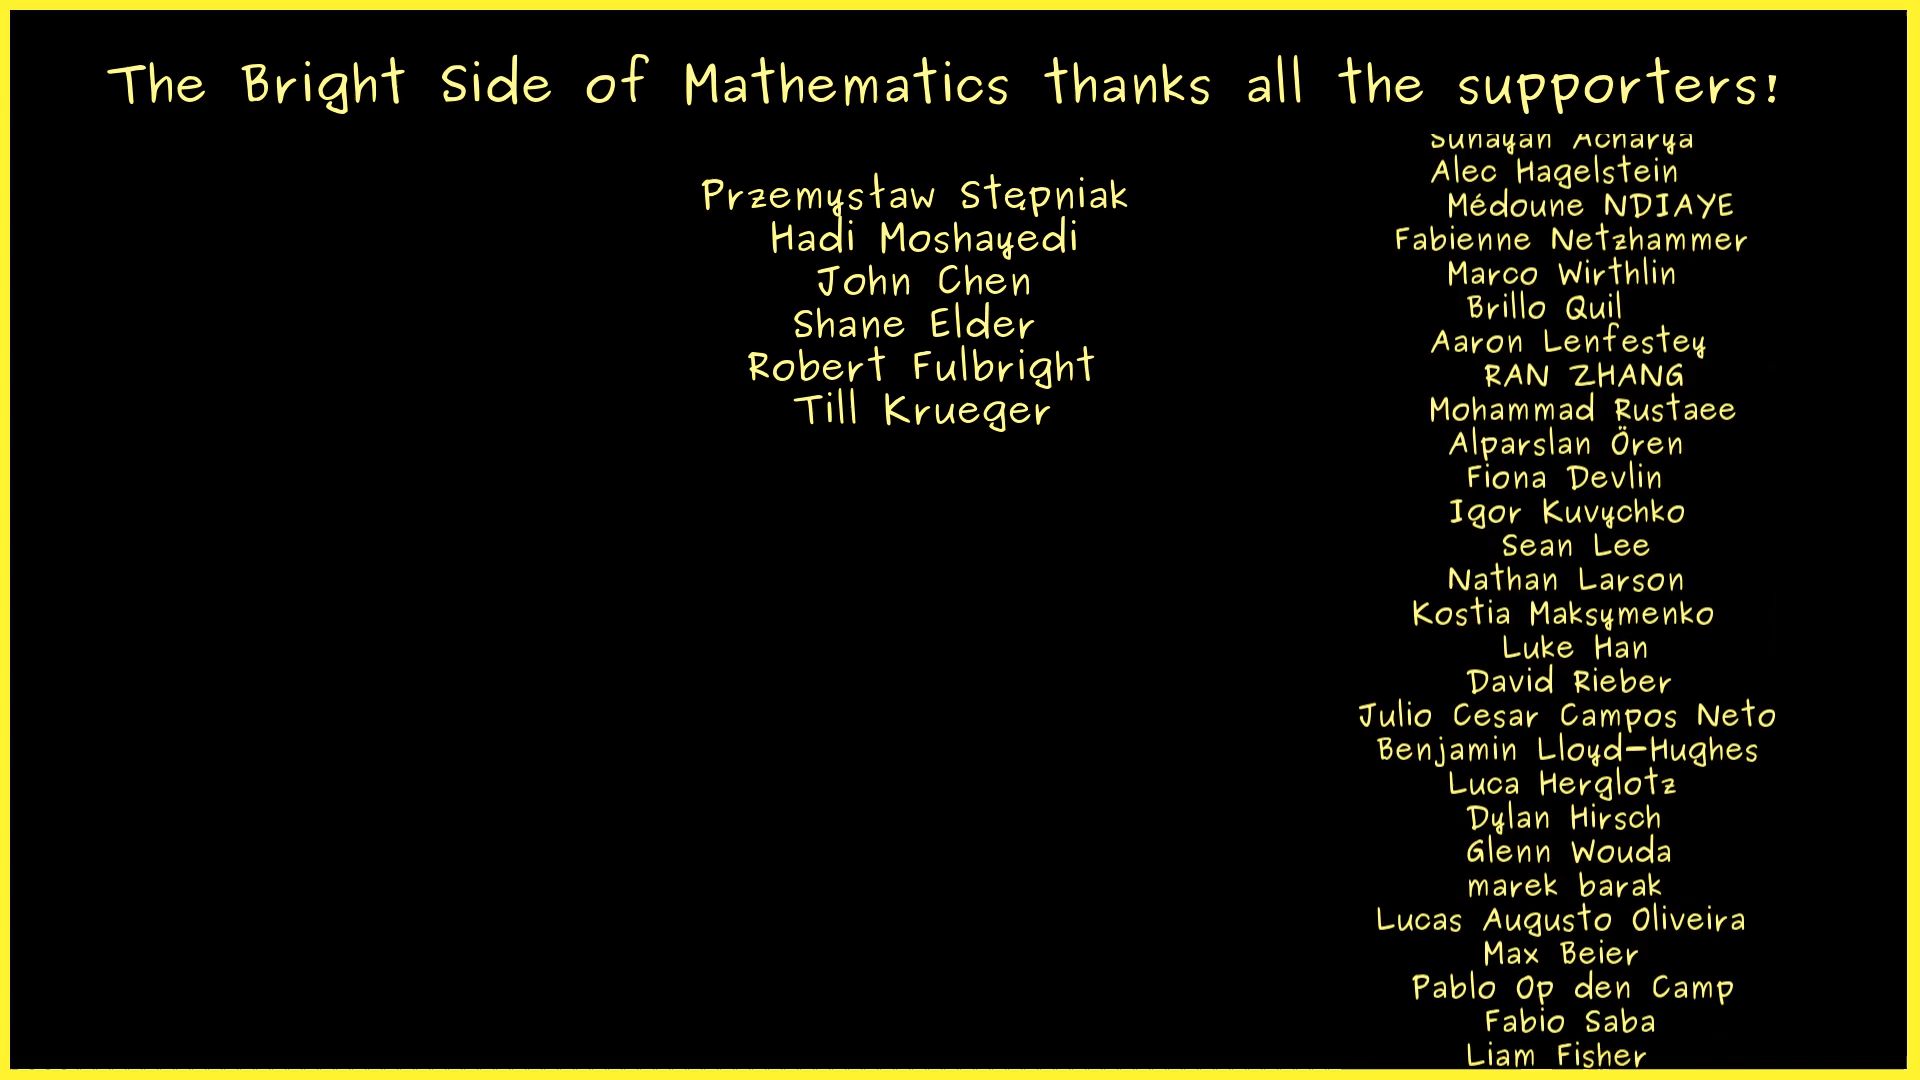 The Bright Side of Mathematics thanks all the supporters!
Przemysław Stępniak
Hadi Moshayedi
John Chen
Shane Elder
Robert Fulbright
Till Krueger
Sunayan Acharya
Alec Hagelstein
Médoune NDIAYE
Fabienne Netzhammer
Marco Wirthlin
Brillo Quil
Aaron Lenfestey
RAN ZHANG
Mohammad Rustaee
Alparslan Ören
Fiona Devlin
Igor Kuvychko
Sean Lee
Nathan Larson
Kostia Maksymenko
Luke Han
David Rieber
Julio Cesar Campos Neto
Benjamin Lloyd-Hughes
Luca Herglotz
Dylan Hirsch
Glenn Wouda
marek barak
Lucas Augusto Oliveira
Max Beier
Pablo Op den Camp
Fabio Saba
Liam Fisher